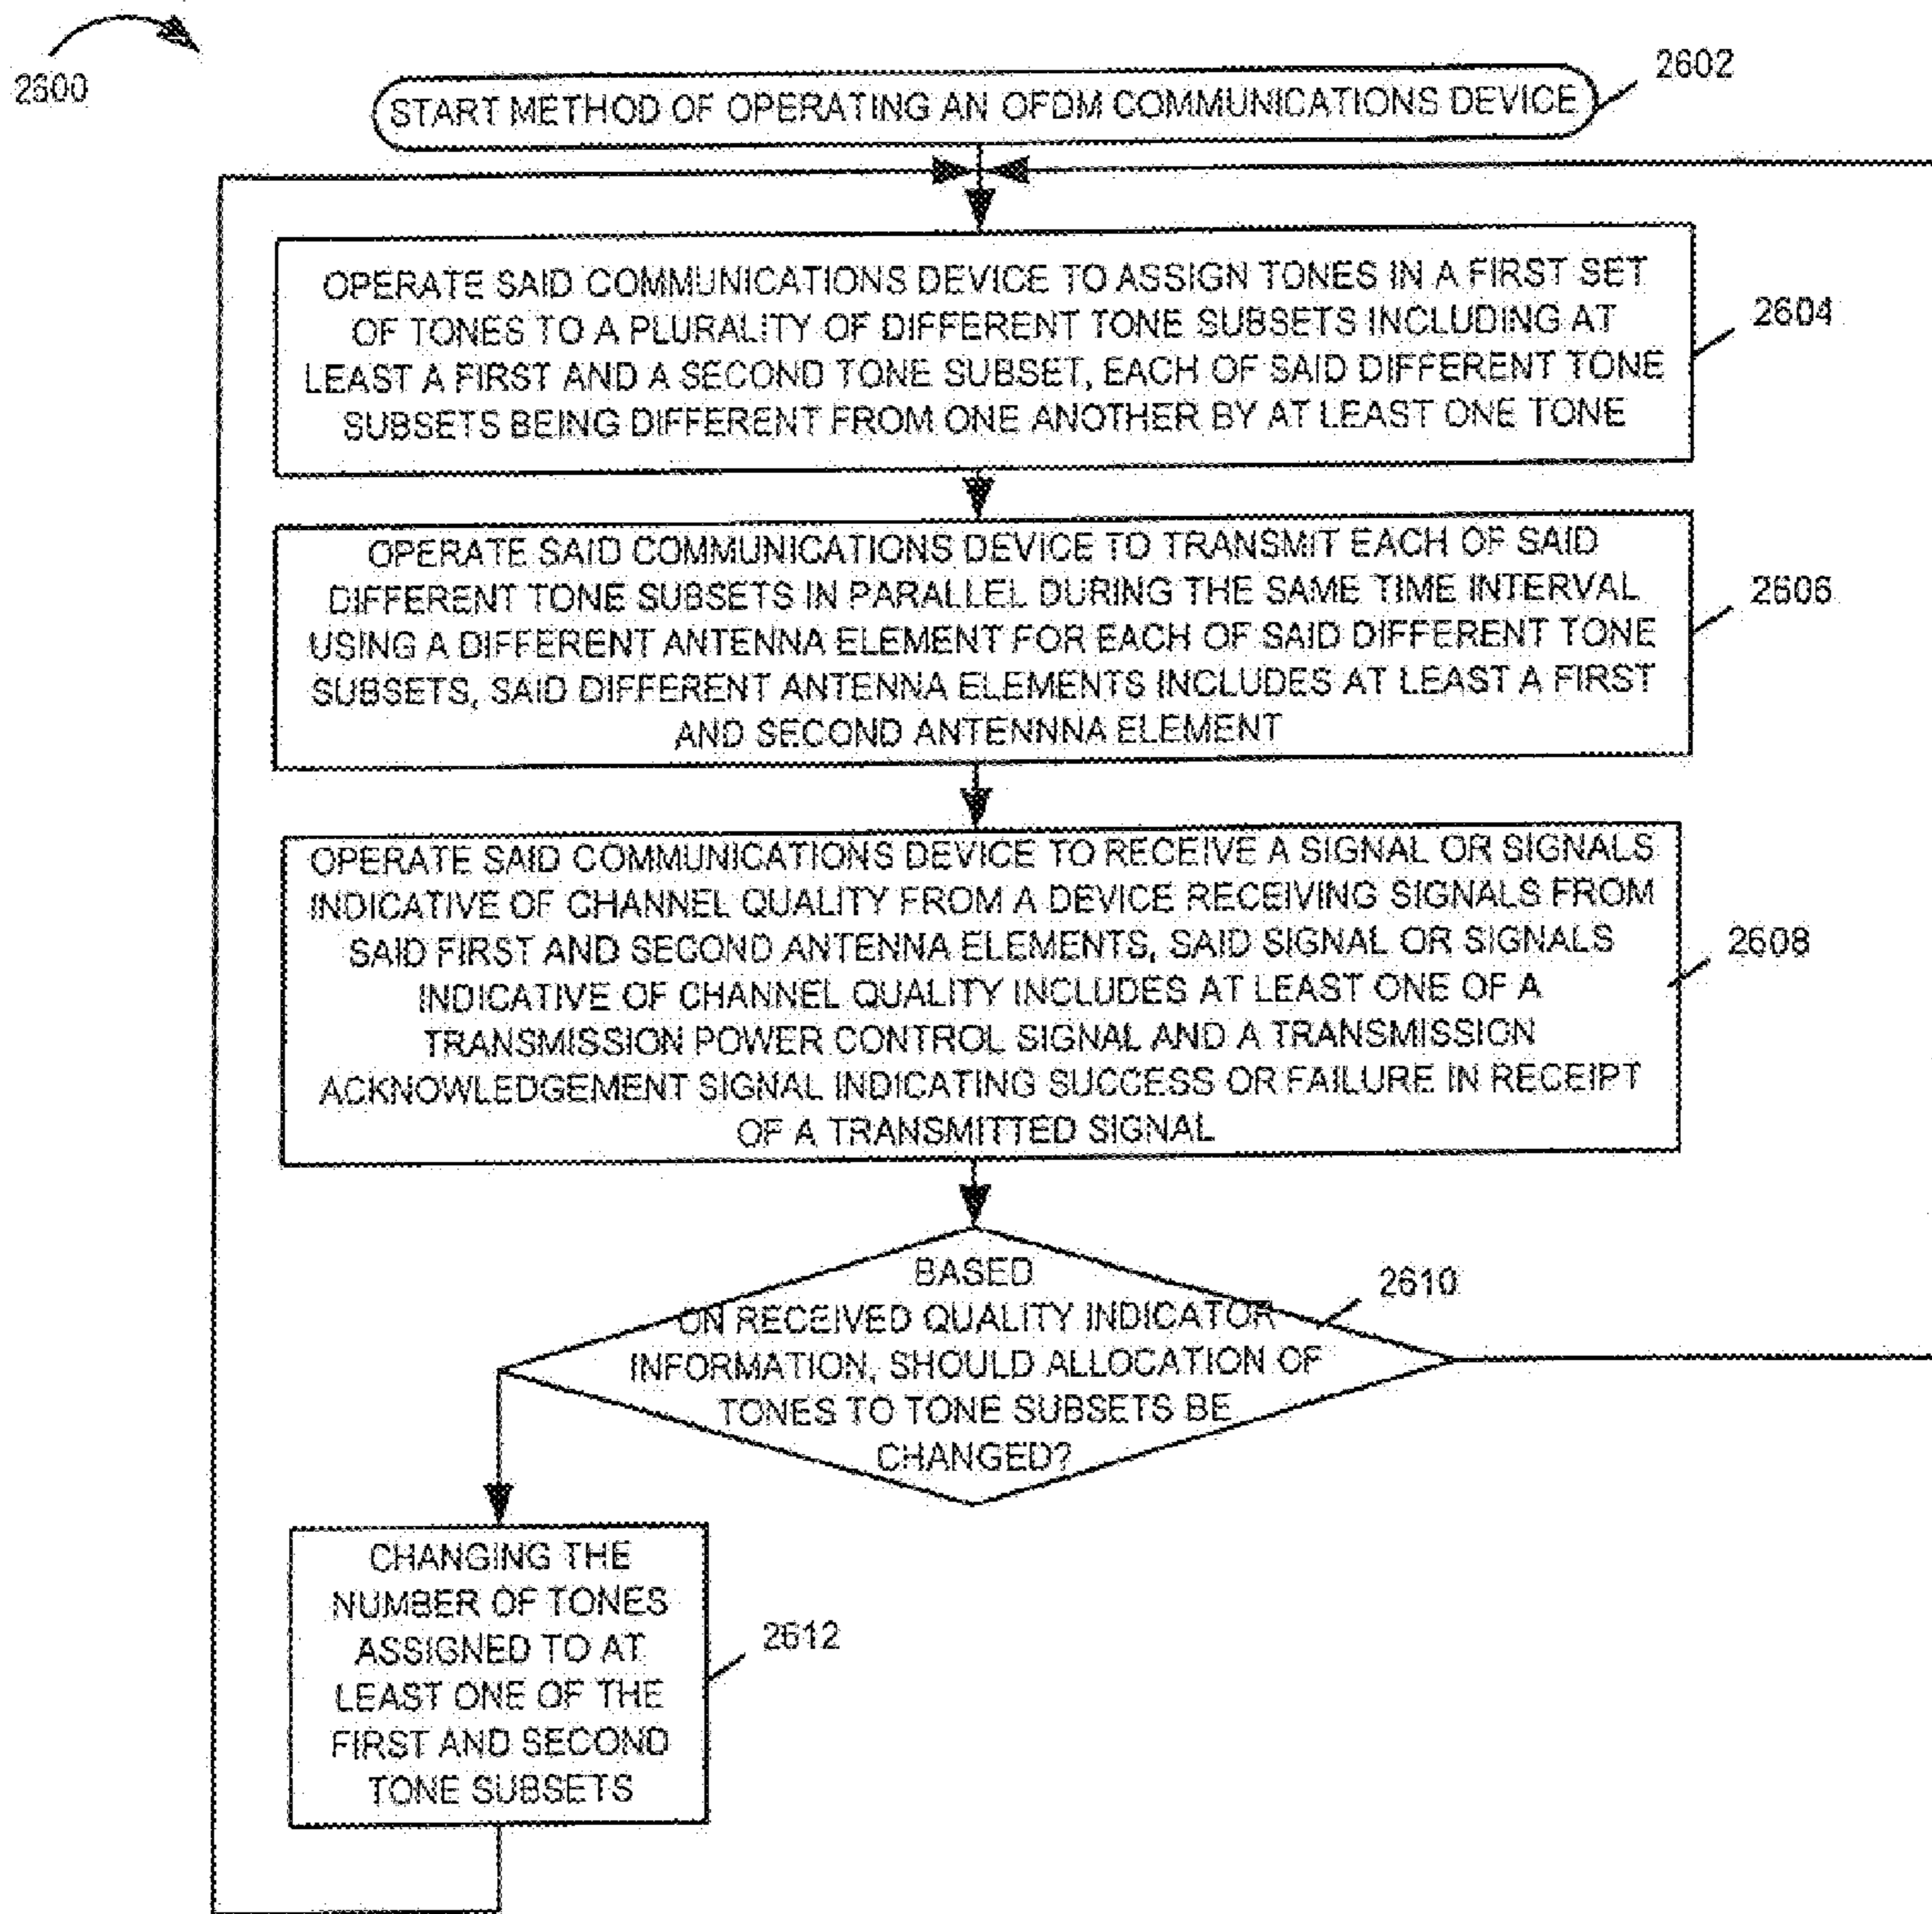 2600
START METHOD OF OPERATING AN OFDM COMMUNICATIONS DEVICE
2602
OPERATE SAID COMMUNICATIONS DEVICE TO ASSIGN TONES IN A FIRST SET
OF TONES TO A PLURALITY OF DIFFERENT TONE SUBSETS INCLUDING AT
LEAST A FIRST AND A SECOND TONE SUBSET, EACH OF SAID DIFFERENT TONE
SUBSETS BEING DIFFERENT FROM ONE ANOTHER BY AT LEAST ONE TONE
2604
OPERATE SAID COMMUNICATIONS DEVICE TO TRANSMIT EACH OF SAID
DIFFERENT TONE SUBSETS IN PARALLEL DURING THE SAME TIME INTERVAL
USING A DIFFERENT ANTENNA ELEMENT FOR EACH OF SAID DIFFERENT TONE
SUBSETS, SAID DIFFERENT ANTENNA ELEMENTS INCLUDES AT LEAST A FIRST
AND SECOND ANTENNNA ELEMENT
2606
OPERATE SAID COMMUNICATIONS DEVICE TO RECEIVE A SIGNAL OR SIGNALS
INDICATIVE OF CHANNEL QUALITY FROM A DEVICE RECEIVING SIGNALS FROM
SAID FIRST AND SECOND ANTENNA ELEMENTS, SAID SIGNAL OR SIGNALS
INDICATIVE OF CHANNEL QUALITY INCLUDES AT LEAST ONE OF A
TRANSMISSION POWER CONTROL SIGNAL AND A TRANSMISSION
ACKNOWLEDGEMENT SIGNAL INDICATING SUCCESS OR FAILURE IN RECEIPT
OF A TRANSMITTED SIGNAL
2608
BASED
ON RECEIVED QUALITY INDICATOR
INFORMATION, SHOULD ALLOCATION OF
TONES TO TONE SUBSETS BE
CHANGED?
2610
CHANGING THE
NUMBER OF TONES
ASSIGNED TO AT
LEAST ONE OF THE
FIRST AND SECOND
TONE SUBSETS
2612